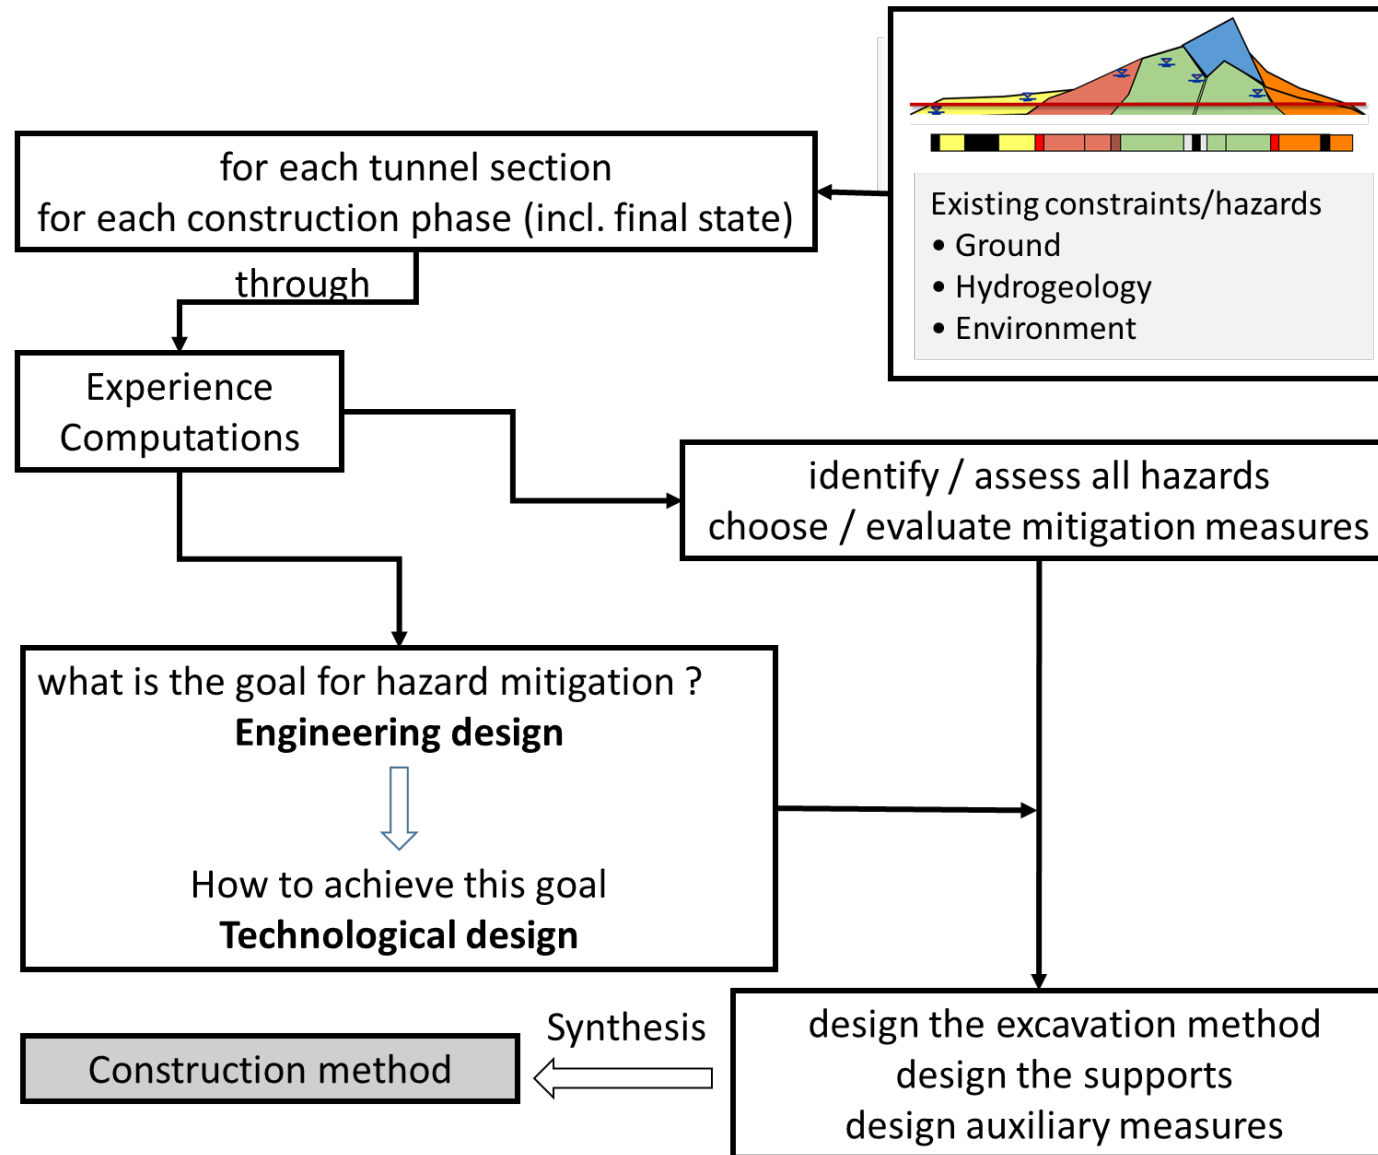 Existing constraints/hazards
• Ground
• Hydrogeology
• Environment
for each tunnel section
for each construction phase (incl. final state)
through
Experience
Computations
identify / assess all hazards
choose / evaluate mitigation measures
what is the goal for hazard mitigation ?
Engineering design
How to achieve this goal
Technological design
design the excavation method
design the supports
design auxiliary measures
Synthesis
Construction method